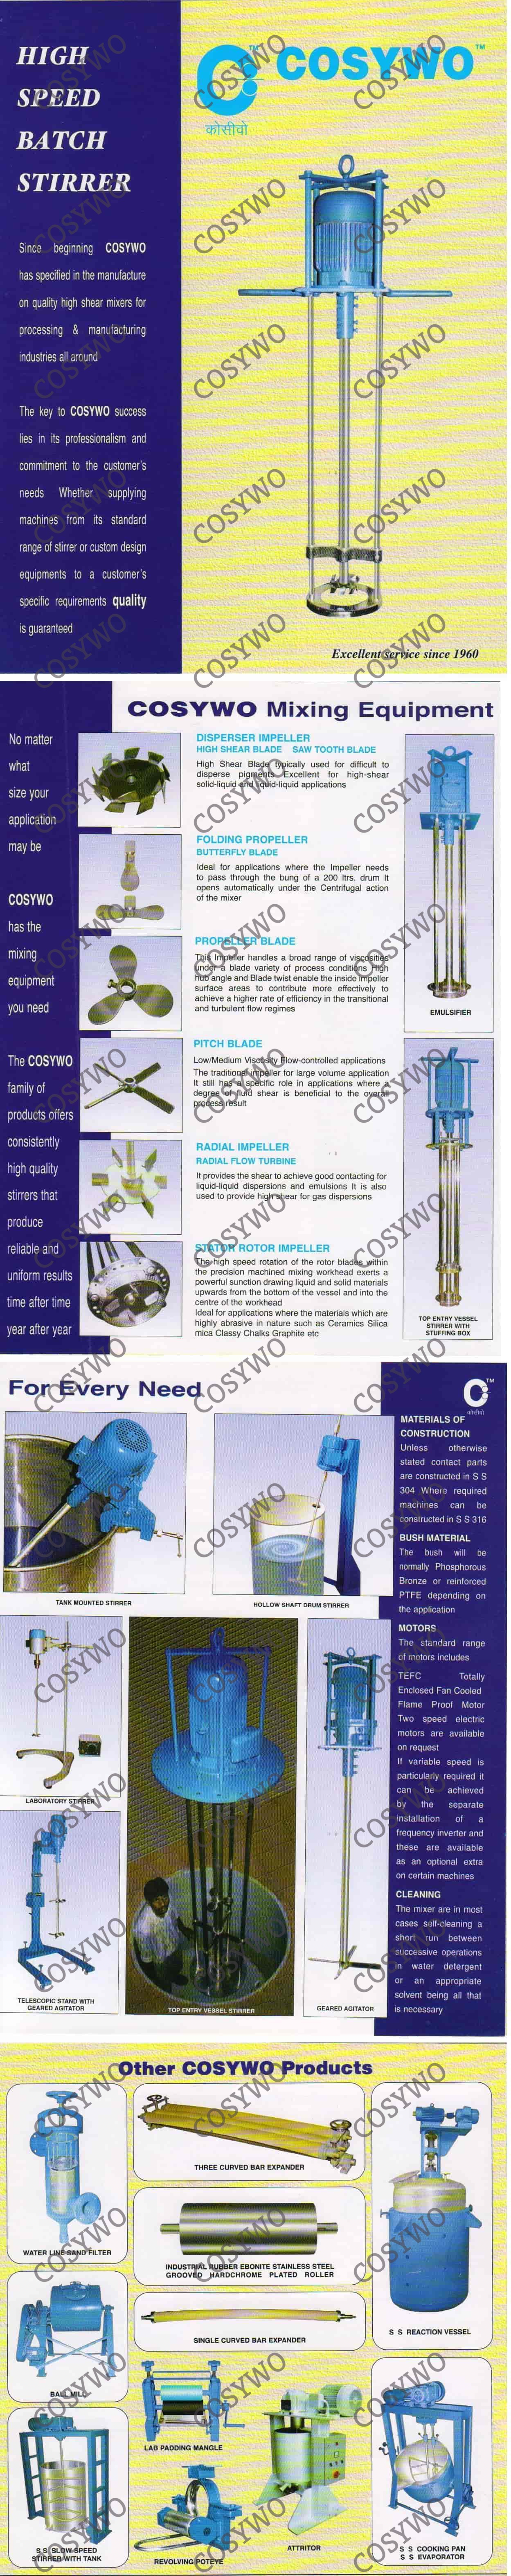 HIGH
SPEED
BATCH
STIRRER
Since beginning COSYWO
has specified in the manufacture
on quality high shear mixers for
processing & manufacturing
industries all around
The key to COSYWO success
lies in its professionalism and
commitment to the customer's
needs Whether supplying
machines from its standard
range of stirrer or custom design
equipments to a customer's
specific requirements quality
is guaranteed
COSYWO TM
कोसीवो
Excellent service since 1960
COSYWO Mixing Equipment
No matter
what
size your
application
may be
COSYWO
has the
mixing
equipment
you need
The COSYWO
family of
products offers
consistently
high quality
stirrers that
produce
reliable and
uniform results
time after time
year after year
DISPERSER IMPELLER
HIGH SHEAR BLADE SAW TOOTH BLADE
High Shear Blade typically used for difficult to
disperse pigments Excellent for high-shear
solid-liquid and liquid-liquid applications
FOLDING PROPELLER
BUTTERFLY BLADE
Ideal for applications where the Impeller needs
to pass through the bung of a 200 ltrs. drum It
opens automatically under the Centrifugal action
of the mixer
PROPELLER BLADE
This Impeller handles a broad range of viscosities
under a blade variety of process conditions High
hub angle and Blade twist enable the inside Impeller
surface areas to contribute more effectively to
achieve a higher rate of efficiency in the transitional
and turbulent flow regimes
PITCH BLADE
Low/Medium Viscosity Flow-controlled applications
The traditional impeller for large volume application
It still has a specific role in applications where a
degree of fluid shear is beneficial to the overall
process result
RADIAL IMPELLER
RADIAL FLOW TURBINE
It provides the shear to achieve good contacting for
liquid-liquid dispersions and emulsions It is also
used to provide high shear for gas dispersions
STATOR ROTOR IMPELLER
The high speed rotation of the rotor blades within
the precision machined mixing workhead exerts a
powerful sunction drawing liquid and solid materials
upwards from the bottom of the vessel and into the
centre of the workhead
Ideal for applications where the materials which are
highly abrasive in nature such as Ceramics Silica
mica Classy Chalks Graphite etc
EMULSIFIER
TOP ENTRY VESSEL
STIRRER WITH
STUFFING BOX
For Every Need
TM
कोसीवो
TANK MOUNTED STIRRER
HOLLOW SHAFT DRUM STIRRER
LABORATORY STIRRER
TELESCOPIC STAND WITH
GEARED AGITATOR
TOP ENTRY VESSEL STIRRER
GEARED AGITATOR
MATERIALS OF
CONSTRUCTION
Unless otherwise
stated contact parts
are constructed in S S
304 Where required
machines can be
constructed in S S 316
BUSH MATERIAL
The bush will be
normally Phosphorous
Bronze or reinforced
PTFE depending on
the application
MOTORS
The standard range
of motors includes
TEFC Totally
Enclosed Fan Cooled
Flame Proof Motor
Two speed electric
motors are available
on request
If variable speed is
particularly required it
can be achieved
by the separate
installation of a
frequency inverter and
these are available
as an optional extra
on certain machines
CLEANING
The mixer are in most
cases self-cleaning a
short run between
successive operations
in water detergent
or an appropriate
solvent being all that
is necessary
Other COSYWO Products
WATER LINE SAND FILTER
THREE CURVED BAR EXPANDER
INDUSTRIAL RUBBER EBONITE STAINLESS STEEL
GROOVED HARDCHROME PLATED ROLLER
SINGLE CURVED BAR EXPANDER
S S REACTION VESSEL
BALL MILL
LAB PADDING MANGLE
S S SLOW SPEED
STIRRER WITH TANK
REVOLVING POTEYE
ATTRITOR
S S COOKING PAN
S S EVAPORATOR